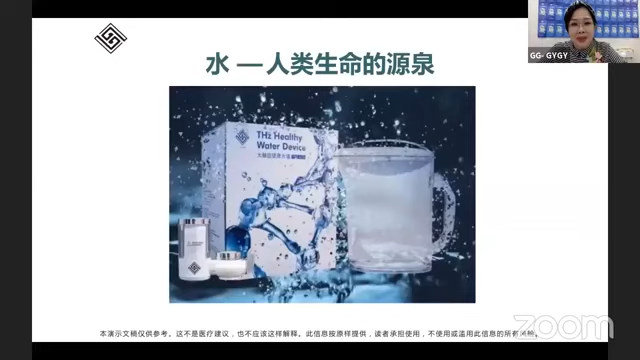 水 — 人类生命的源泉
GG- GYGY
THz Healthy
Water Device
本演示文稿仅供参考。这不是医疗建议，也不应该这样解释。此信息按原样提供，读者承担使用，不使用或滥用此信息的所有风险。
zoom